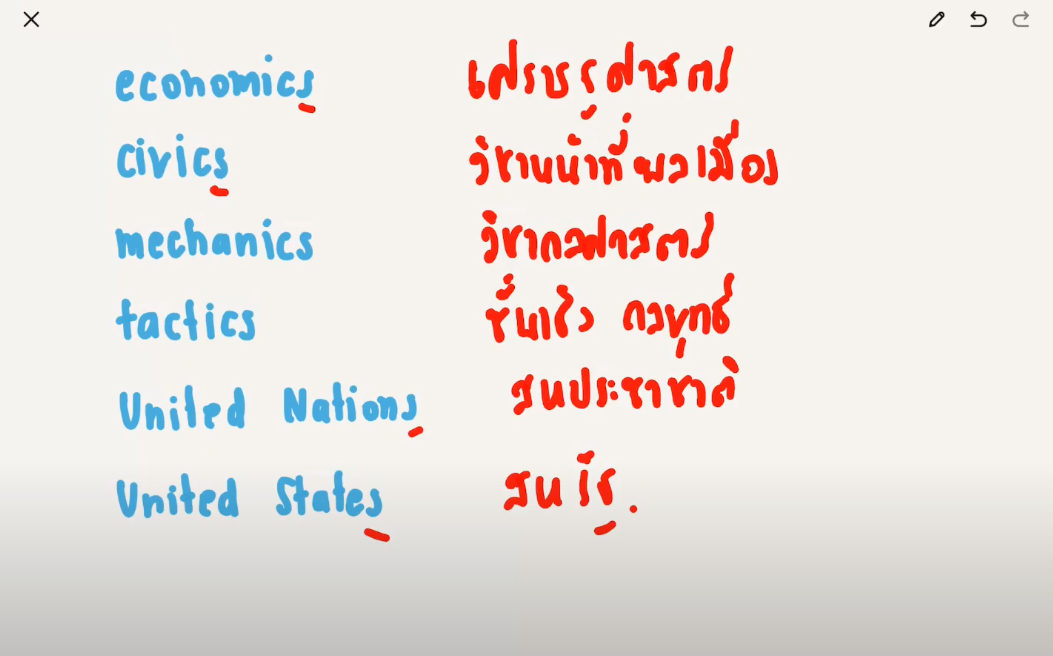 economics เศรษฐศาสตร์
civics วิชาหน้าที่พลเมือง
mechanics วิชากลศาสตร์
tactics ชั้นเชิง กลยุทธ์
United Nations สหประชาชาติ
United States สหรัฐ.